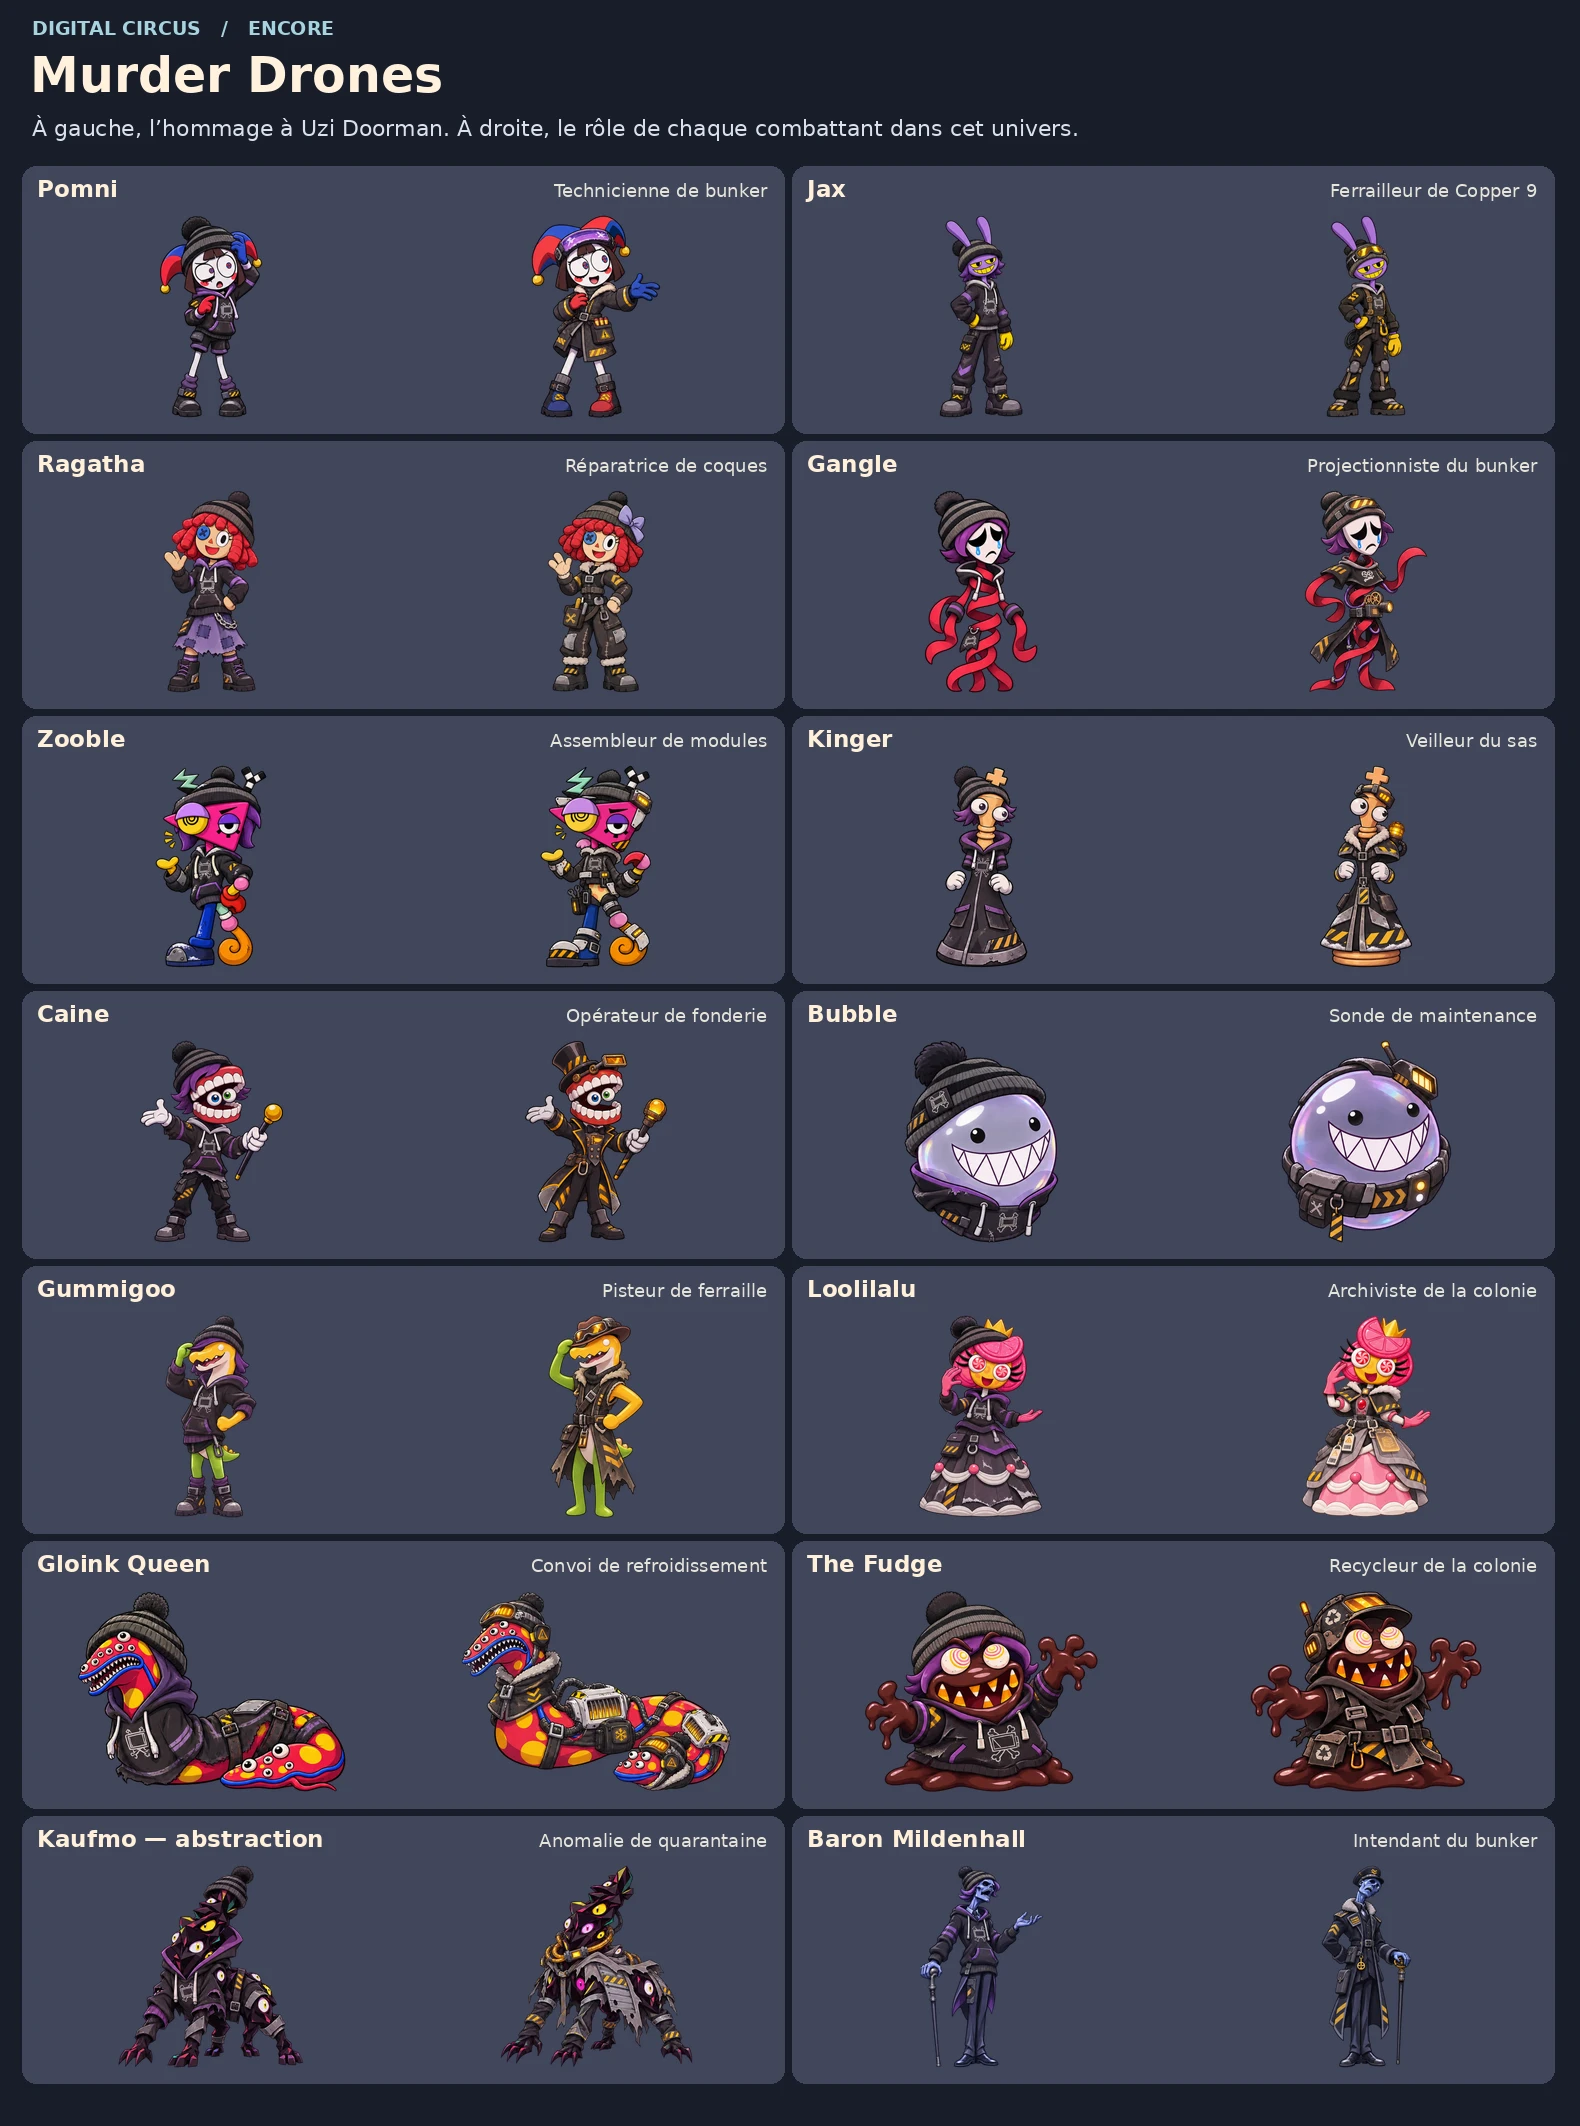 DIGITAL CIRCUS / ENCORE
Murder Drones
À gauche, l’hommage à Uzi Doorman. À droite, le rôle de chaque combattant dans cet univers.
Pomni
Technicienne de bunker
Jax
Ferrailleur de Copper 9
Ragatha
Réparatrice de coques
Gangle
Projectionniste du bunker
Zooble
Assembleur de modules
Kinger
Veilleur du sas
Caine
Opérateur de fonderie
Bubble
Sonde de maintenance
Gummigoo
Pisteur de ferraille
Loolilalu
Archiviste de la colonie
Gloink Queen
Convoi de refroidissement
The Fudge
Recycleur de la colonie
Kaufmo — abstraction
Anomalie de quarantaine
Baron Mildenhall
Intendant du bunker